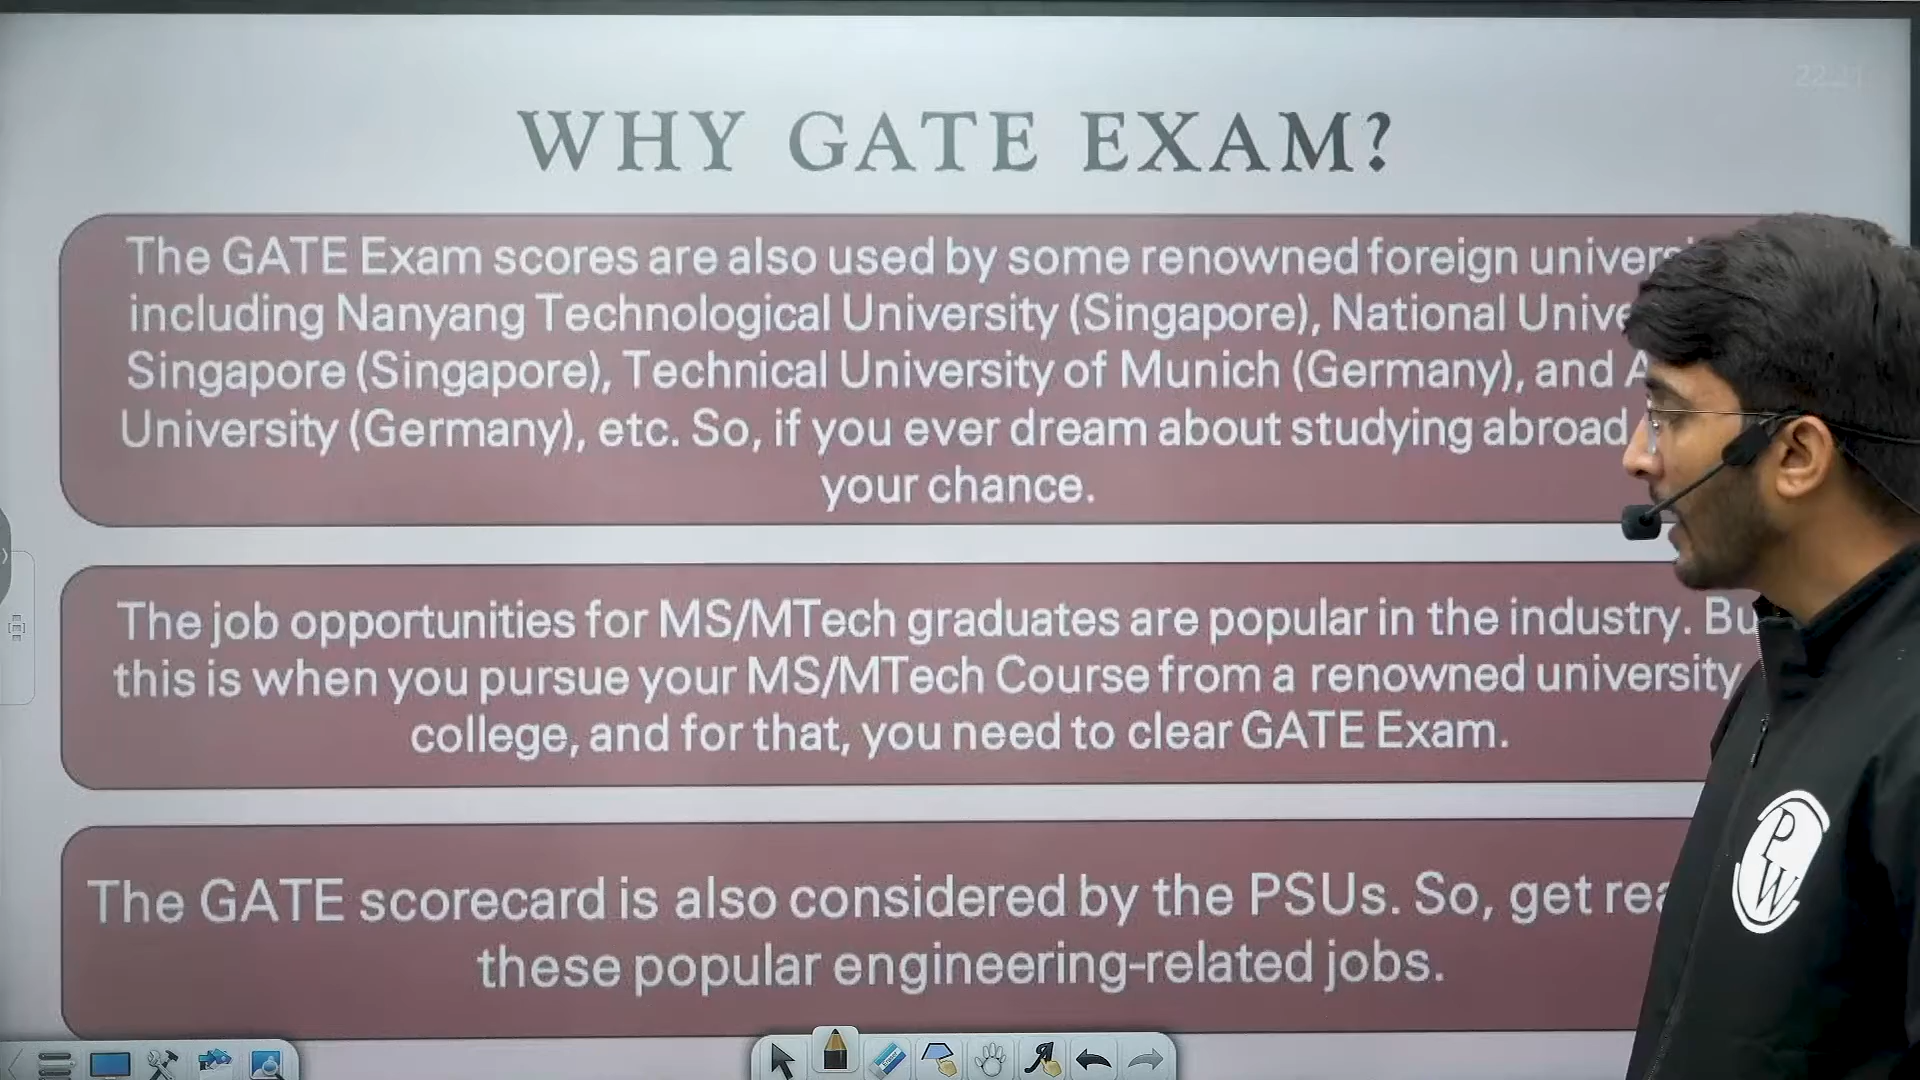 22:21
WHY GATE EXAM?
The GATE Exam scores are also used by some renowned foreign
including Nanyang Technological University (Singapore), National
Singapore (Singapore), Technical University of Munich (Germany), and
University (Germany), etc. So, if you ever dream about studying abroad
your chance.
The job opportunities for MS/MTech graduates are popular in the industry.
this is when you pursue your MS/MTech Course from a renowned university
college, and for that, you need to clear GATE Exam.
The GATE scorecard is also considered by the PSUs. So, get
these popular engineering-related jobs.
PW